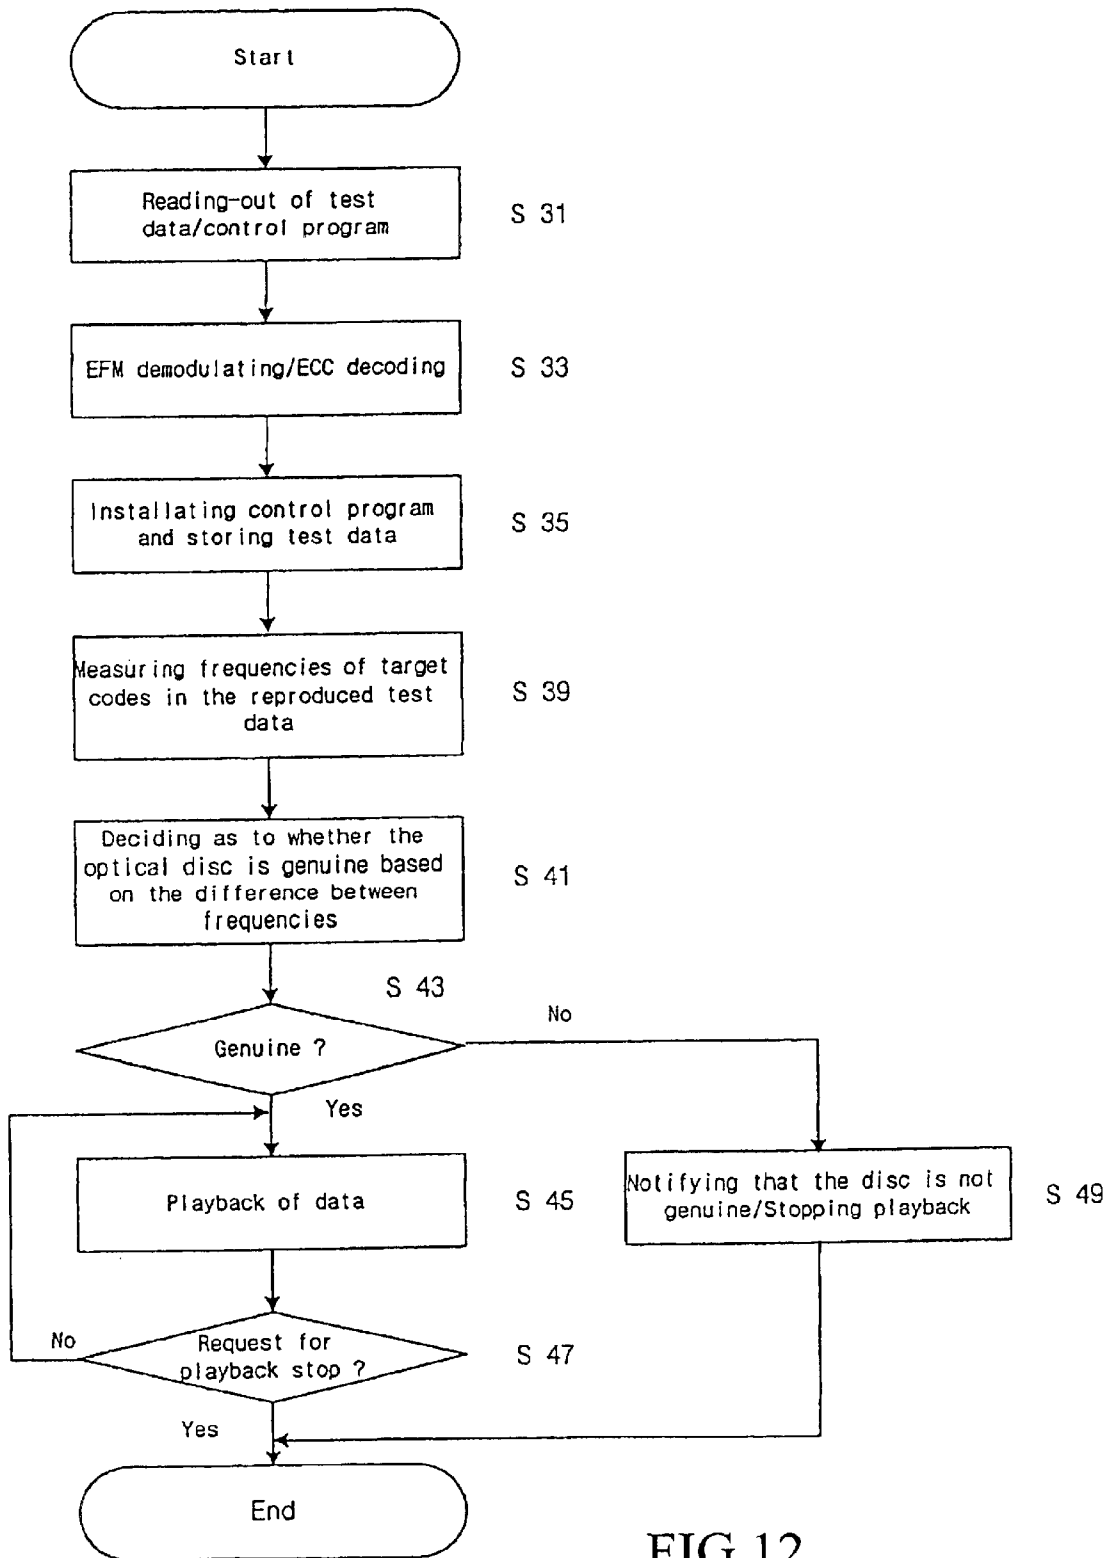 Start
Reading-out of test
data/control program
S 31
EFM demodulating/ECC decoding
S 33
Installating control program
and storing test data
S 35
Measuring frequencies of target
codes in the reproduced test
data
S 39
Deciding as to whether the
optical disc is genuine based
on the difference between
frequencies
S 41
S 43
Genuine ?
No
Yes
Playback of data
S 45
Notifying that the disc is not
genuine/Stopping playback
S 49
No
Request for
playback stop ?
S 47
Yes
End
FIG.12